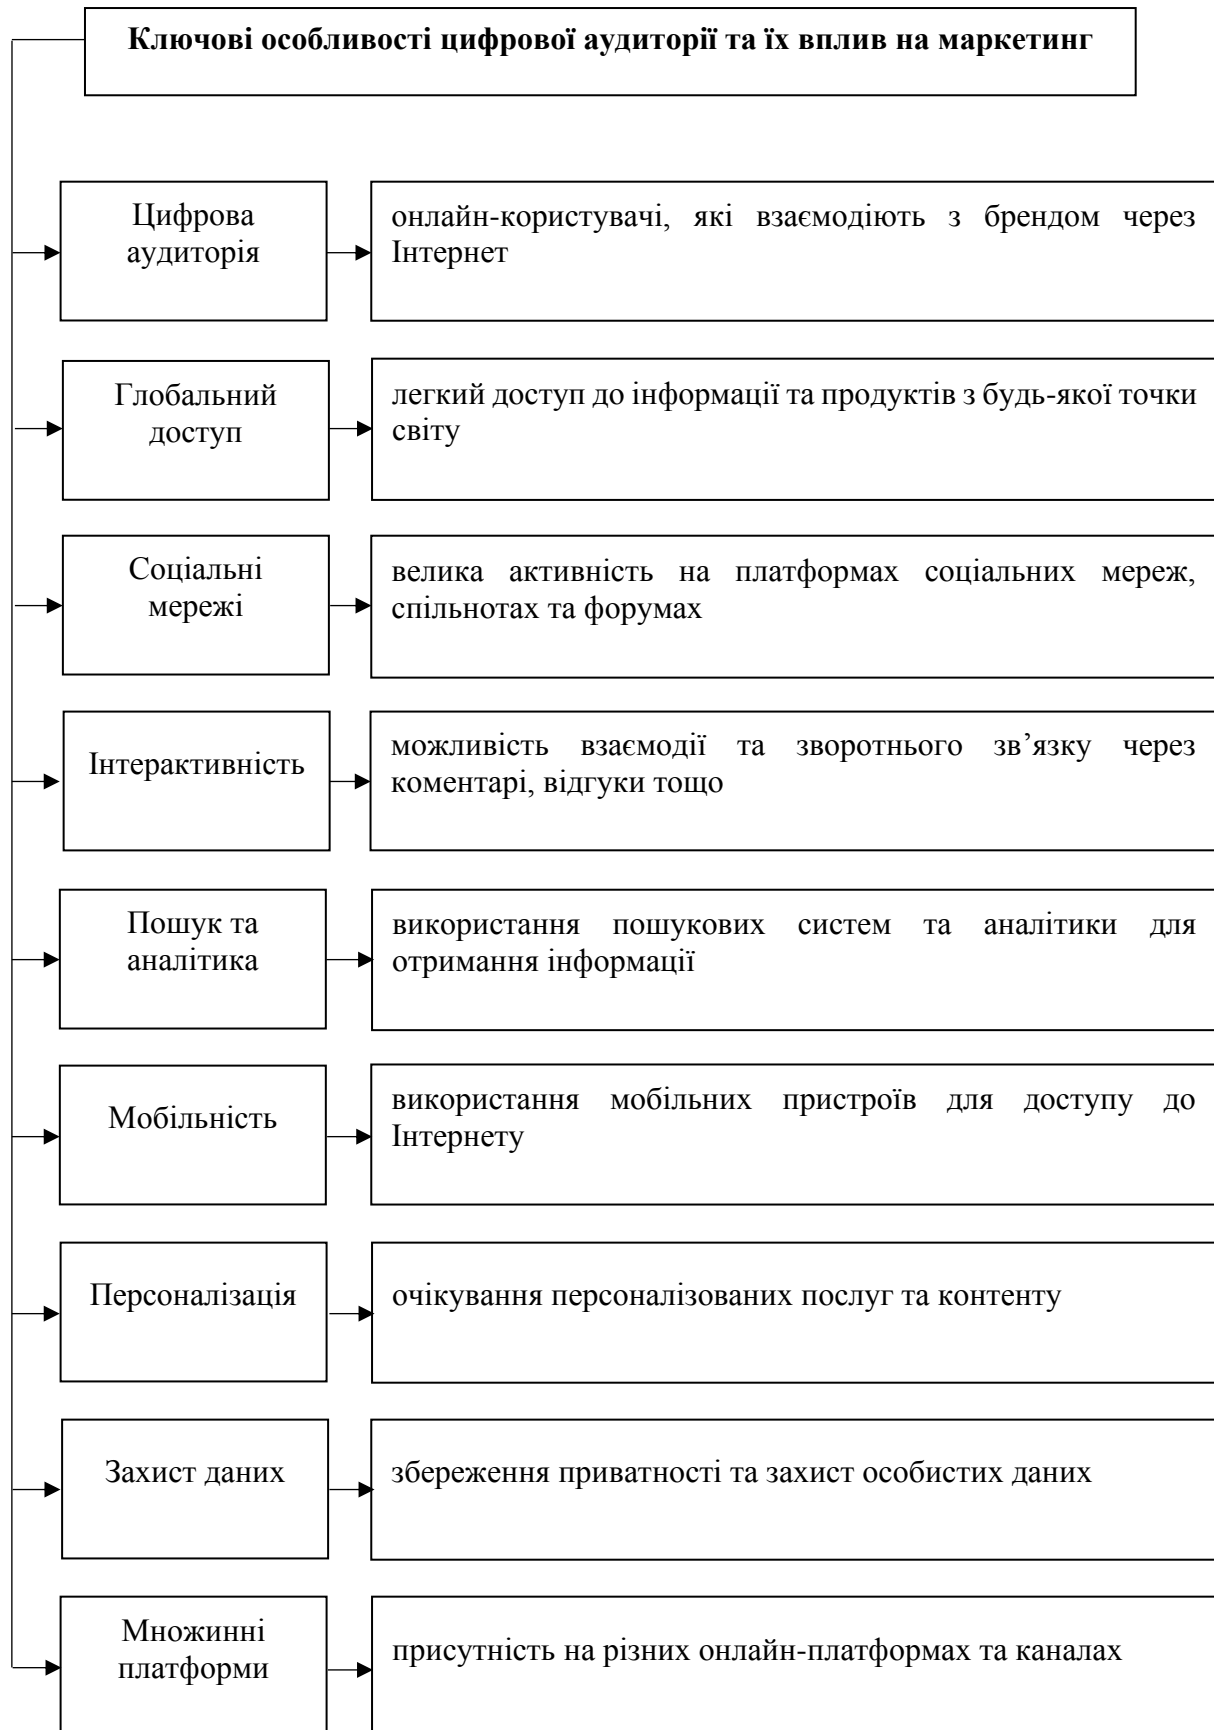 Ключові особливості цифрової аудиторії та їх вплив на маркетинг
Цифрова
аудиторія
онлайн-користувачі, які взаємодіють з брендом через
Інтернет
Глобальний
доступ
легкий доступ до інформації та продуктів з будь-якої точки
світу
Соціальні
мережі
велика активність на платформах соціальних мереж,
спільнотах та форумах
Інтерактивність
можливість взаємодії та зворотнього зв’язку через
коментарі, відгуки тощо
Пошук та
аналітика
використання пошукових систем та аналітики для
отримання інформації
Мобільність
використання мобільних пристроїв для доступу до
Інтернету
Персоналізація
очікування персоналізованих послуг та контенту
Захист даних
збереження приватності та захист особистих даних
Множинні
платформи
присутність на різних онлайн-платформах та каналах